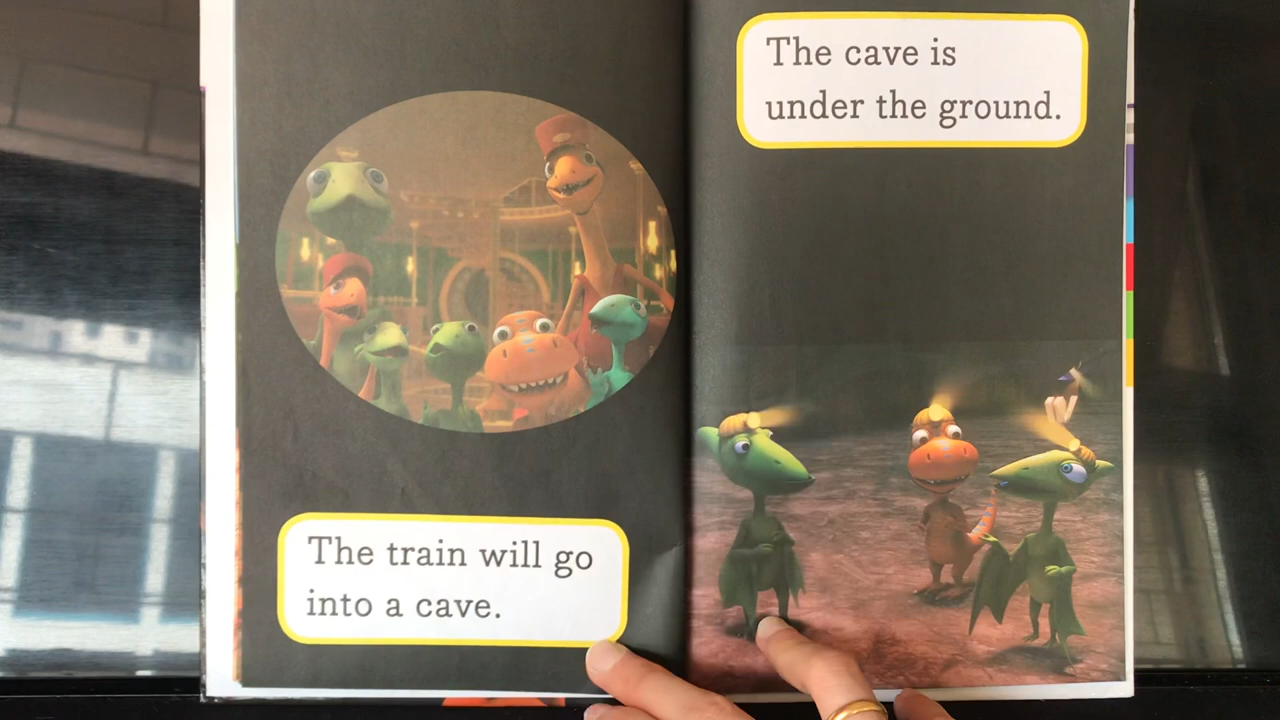 The train will go
into a cave.
The cave is
under the ground.